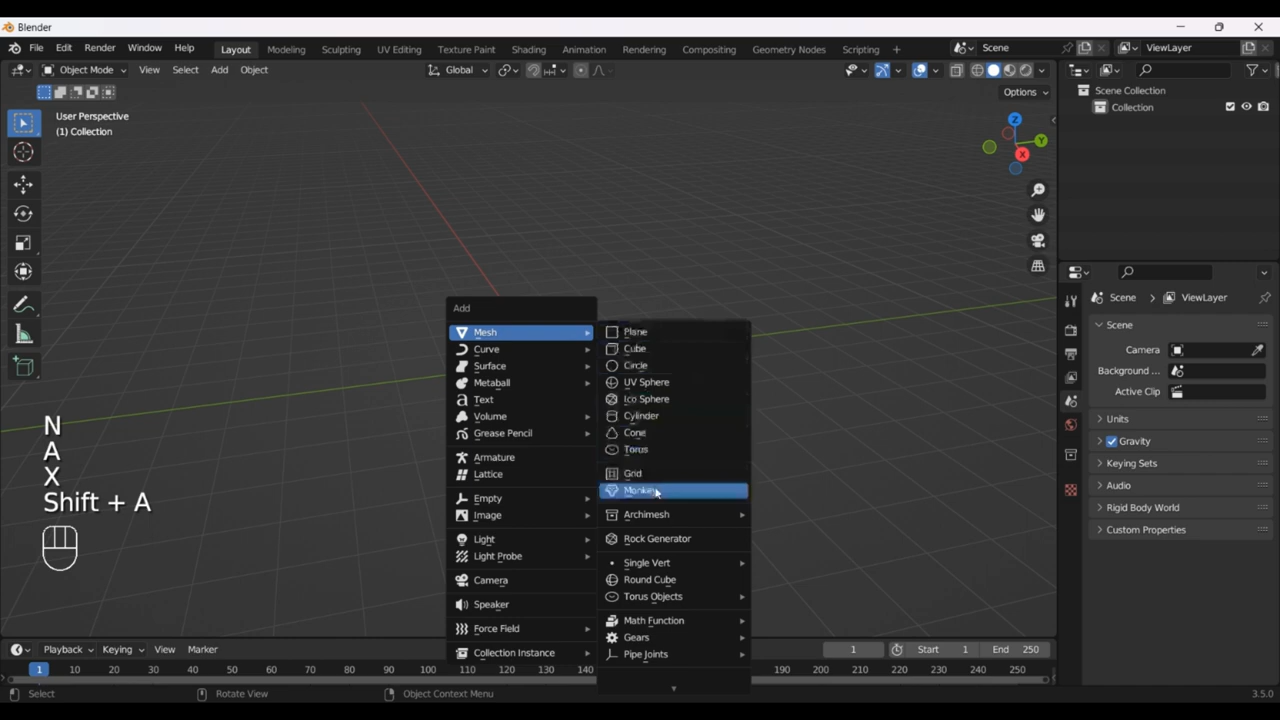 Blender
File Edit Render Window Help Layout Modeling Sculpting UV Editing Texture Paint Shading Animation Rendering Compositing Geometry Nodes Scripting + Scene ViewLayer
Object Mode View Select Add Object Global
Options
User Perspective
(1) Collection
Z
Y
X
Scene Collection
Collection
Add
Mesh
Curve
Surface
Metaball
Text
Volume
Grease Pencil
Armature
Lattice
Empty
Image
Light
Light Probe
Camera
Speaker
Force Field
Collection Instance
Plane
Cube
Circle
UV Sphere
Ico Sphere
Cylinder
Cone
Torus
Grid
Monkey
Archimesh
Rock Generator
Single Vert
Round Cube
Torus Objects
Math Function
Gears
Pipe Joints
N
A
X
Shift + A
Scene ViewLayer
Scene
Camera
Background ...
Active Clip
Units
Gravity
Keying Sets
Audio
Rigid Body World
Custom Properties
Playback Keying View Marker 1 Start 1 End 250
1 10 20 30 40 50 60 70 80 90 100 110 120 130 140 190 200 210 220 230 240 250
Select Rotate View Object Context Menu 3.5.0